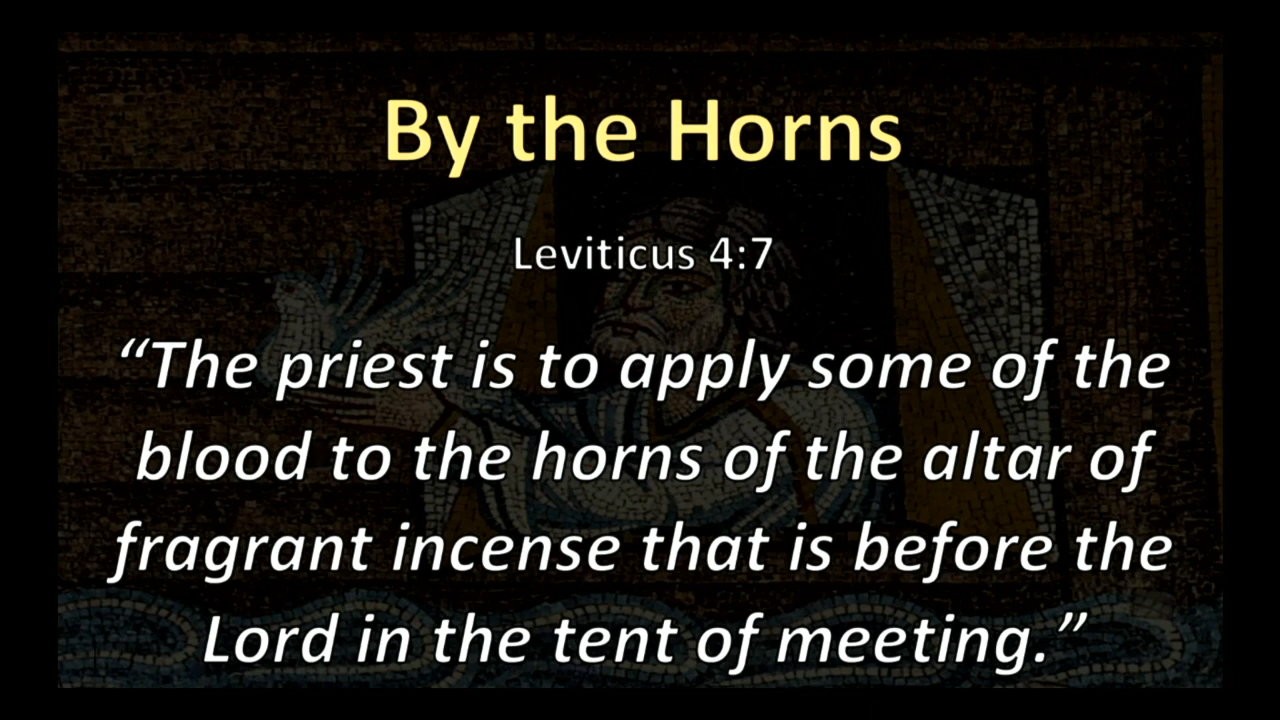 By the Horns
Leviticus 4:7
“The priest is to apply some of the
blood to the horns of the altar of
fragrant incense that is before the
Lord in the tent of meeting.”